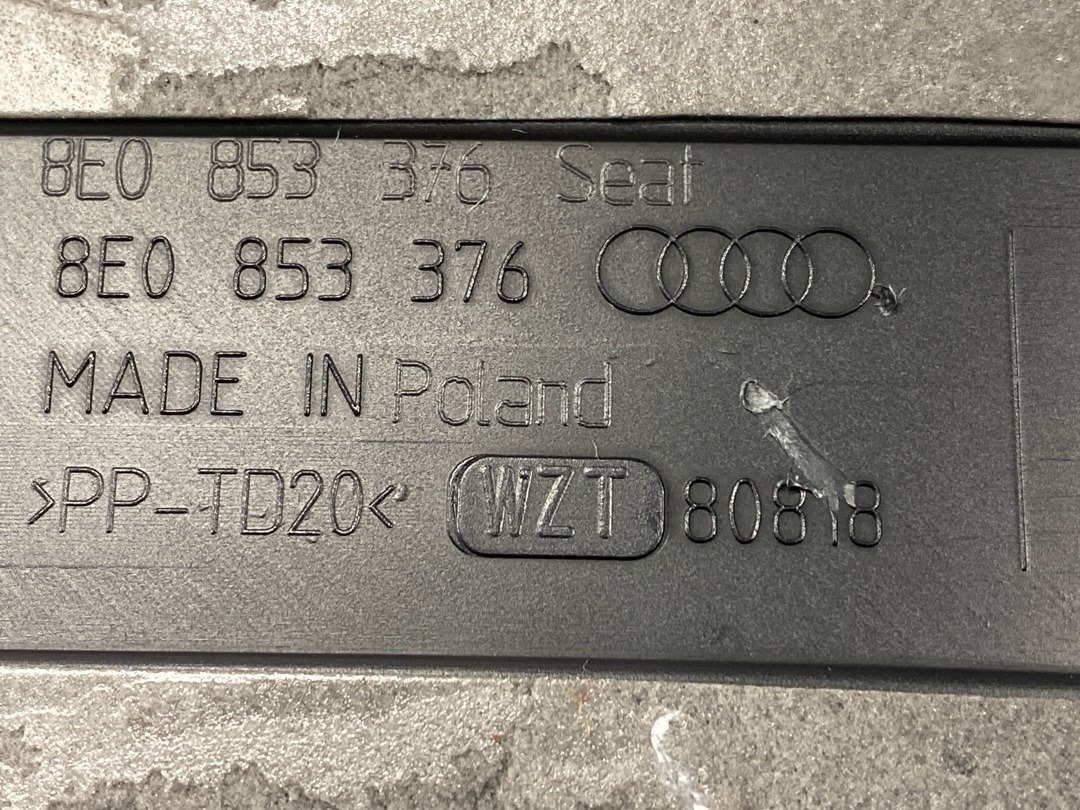 8E0 853 376 Seat
8E0 853 376
MADE IN Poland
>PP-TD20< WZT 80818